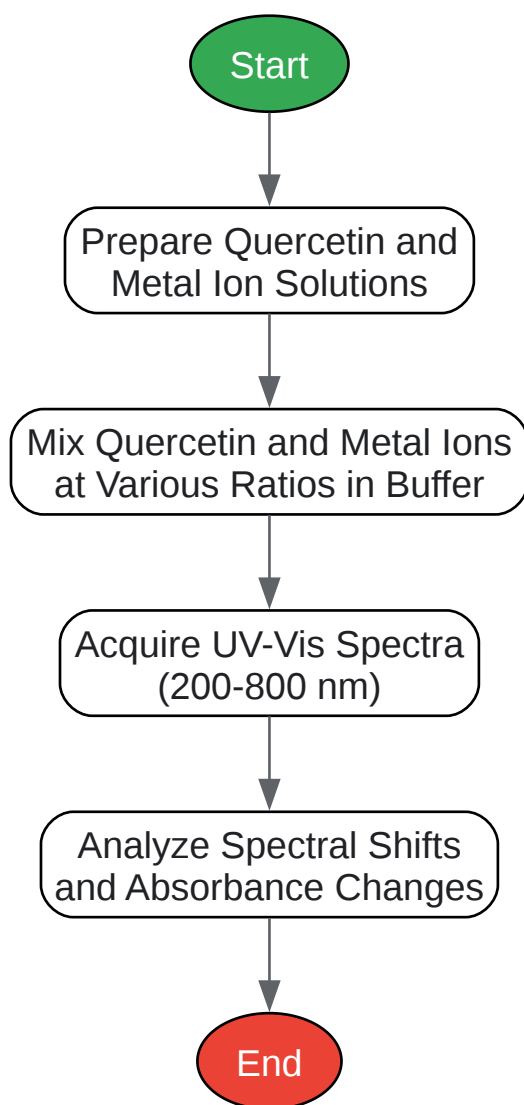 Start
Prepare Quercetin and
Metal Ion Solutions
Mix Quercetin and Metal Ions
at Various Ratios in Buffer
Acquire UV-Vis Spectra
(200-800 nm)
Analyze Spectral Shifts
and Absorbance Changes
End